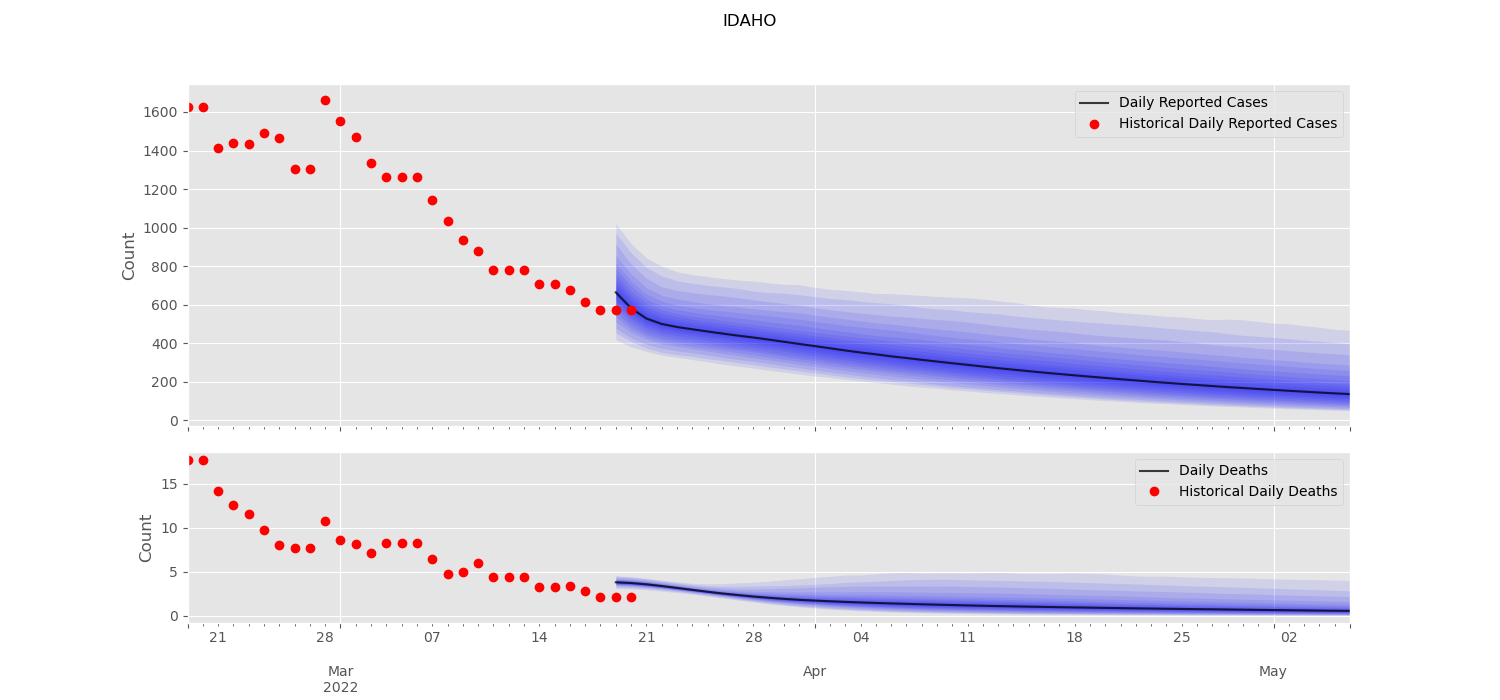 IDAHO
1600
1400
1200
1000
800
600
400
200
0
Count
Daily Reported Cases
Historical Daily Reported Cases
15
10
5
0
Count
Daily Deaths
Historical Daily Deaths
21 28 07 14 21 28 04 11 18 25 02
Mar Apr May
2022